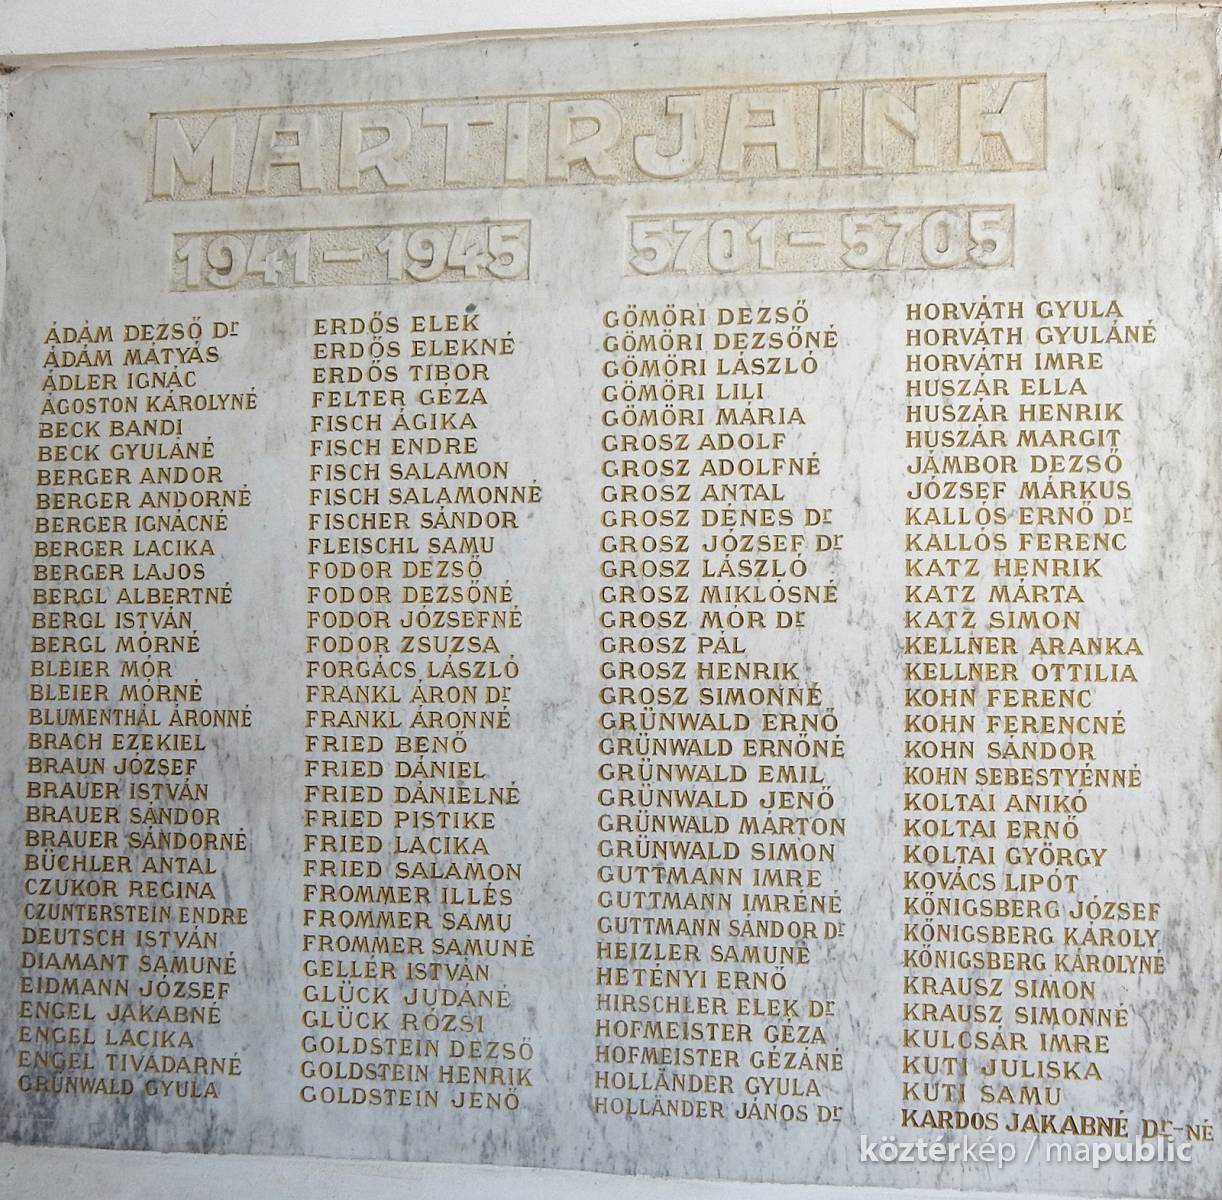 MARTIRJAINK
1941–1945
5701–5705
ÁDÁM DEZSŐ Dr
ÁDÁM MÁTYÁS
ADLER IGNÁC
ÁGOSTON KÁROLYNÉ
BECK BANDI
BECK GYULÁNÉ
BERGER ANDOR
BERGER ANDORNÉ
BERGER IGNÁCNÉ
BERGER LACIKA
BERGER LAJOS
BERGL ALBERTNÉ
BERGL ISTVÁN
BERGL MÓRNÉ
BLEIER MÓR
BLEIER MÓRNÉ
BLUMENTHÁL ÁRONNÉ
BRACH EZEKIEL
BRAUN JÓZSEF
BRAUER ISTVÁN
BRAUER SÁNDOR
BRAUER SÁNDORNÉ
BÜCHLER ANTAL
CZUKOR REGINA
CZUNTERSTEIN ENDRE
DEUTSCH ISTVÁN
DIAMANT SAMUNÉ
EIDMANN JÓZSEF
ENGEL JAKABNÉ
ENGEL LACIKA
ENGEL TIVADARNÉ
GRÜNWALD GYULA
ERDŐS ELEK
ERDŐS ELEKNÉ
ERDŐS TIBOR
FELTER GÉZA
FISCH ÁGIKA
FISCH ENDRE
FISCH SALAMON
FISCH SALAMONNÉ
FISCHER SÁNDOR
FLEISCHL SAMU
FODOR DEZSŐ
FODOR DEZSŐNÉ
FODOR JÓZSEFNÉ
FODOR ZSUZSA
FORGÁCS LÁSZLÓ
FRANKL ÁRON Dr
FRANKL ÁRONNÉ
FRIED BENŐ
FRIED DÁNIEL
FRIED DÁNIELNÉ
FRIED PISTIKE
FRIED LACIKA
FRIED SALAMON
FROMMER ILLÉS
FROMMER SAMU
FROMMER SAMUNÉ
GELLÉR ISTVÁN
GLÜCK JUDÁNÉ
GLÜCK RÓZSI
GOLDSTEIN DEZSŐ
GOLDSTEIN HENRIK
GOLDSTEIN JENŐ
GÖMÖRI DEZSŐ
GÖMÖRI DEZSŐNÉ
GÖMÖRI LÁSZLÓ
GÖMÖRI LILI
GÖMÖRI MÁRIA
GROSZ ADOLF
GROSZ ADOLFNÉ
GROSZ ANTAL
GROSZ DÉNES Dr
GROSZ JÓZSEF Dr
GROSZ LÁSZLÓ
GROSZ MIKLÓSNÉ
GROSZ MÓR Dr
GROSZ PÁL
GROSZ HENRIK
GROSZ SIMONNÉ
GRÜNWALD ERNŐ
GRÜNWALD ERNŐNÉ
GRÜNWALD EMIL
GRÜNWALD JENŐ
GRÜNWALD MÁRTON
GRÜNWALD SIMON
GUTTMANN IMRE
GUTTMANN IMRÉNÉ
GUTTMANN SÁNDOR Dr
HEIZLER SAMUNÉ
HETÉNYI ERNŐ
HIRSCHLER ELEK Dr
HOFMEISTER GÉZA
HOFMEISTER GÉZÁNÉ
HOLLÄNDER GYULA
HOLLÄNDER JÁNOS Dr
HORVÁTH GYULA
HORVÁTH GYULÁNÉ
HORVÁTH IMRE
HUSZÁR ELLA
HUSZÁR HENRIK
HUSZÁR MARGIT
JÁMBOR DEZSŐ
JÓZSEF MÁRKUS
KALLÓS ERNŐ Dr
KALLÓS FERENC
KATZ HENRIK
KATZ MÁRTA
KATZ SIMON
KELLNER ARANKA
KELLNER OTTILIA
KOHN FERENC
KOHN FERENCNÉ
KOHN SÁNDOR
KOHN SEBESTYÉNNÉ
KOLTAI ANIKÓ
KOLTAI ERNŐ
KOLTAI GYÖRGY
KOVÁCS LIPÓT
KŐNIGSBERG JÓZSEF
KŐNIGSBERG KÁROLY
KŐNIGSBERG KÁROLYNÉ
KRAUSZ SIMON
KRAUSZ SIMONNÉ
KULCSÁR IMRE
KUTI JULISKA
KUTI SAMU
KARDOS JAKABNÉ Dr-NÉ
köztérkép / mapublic